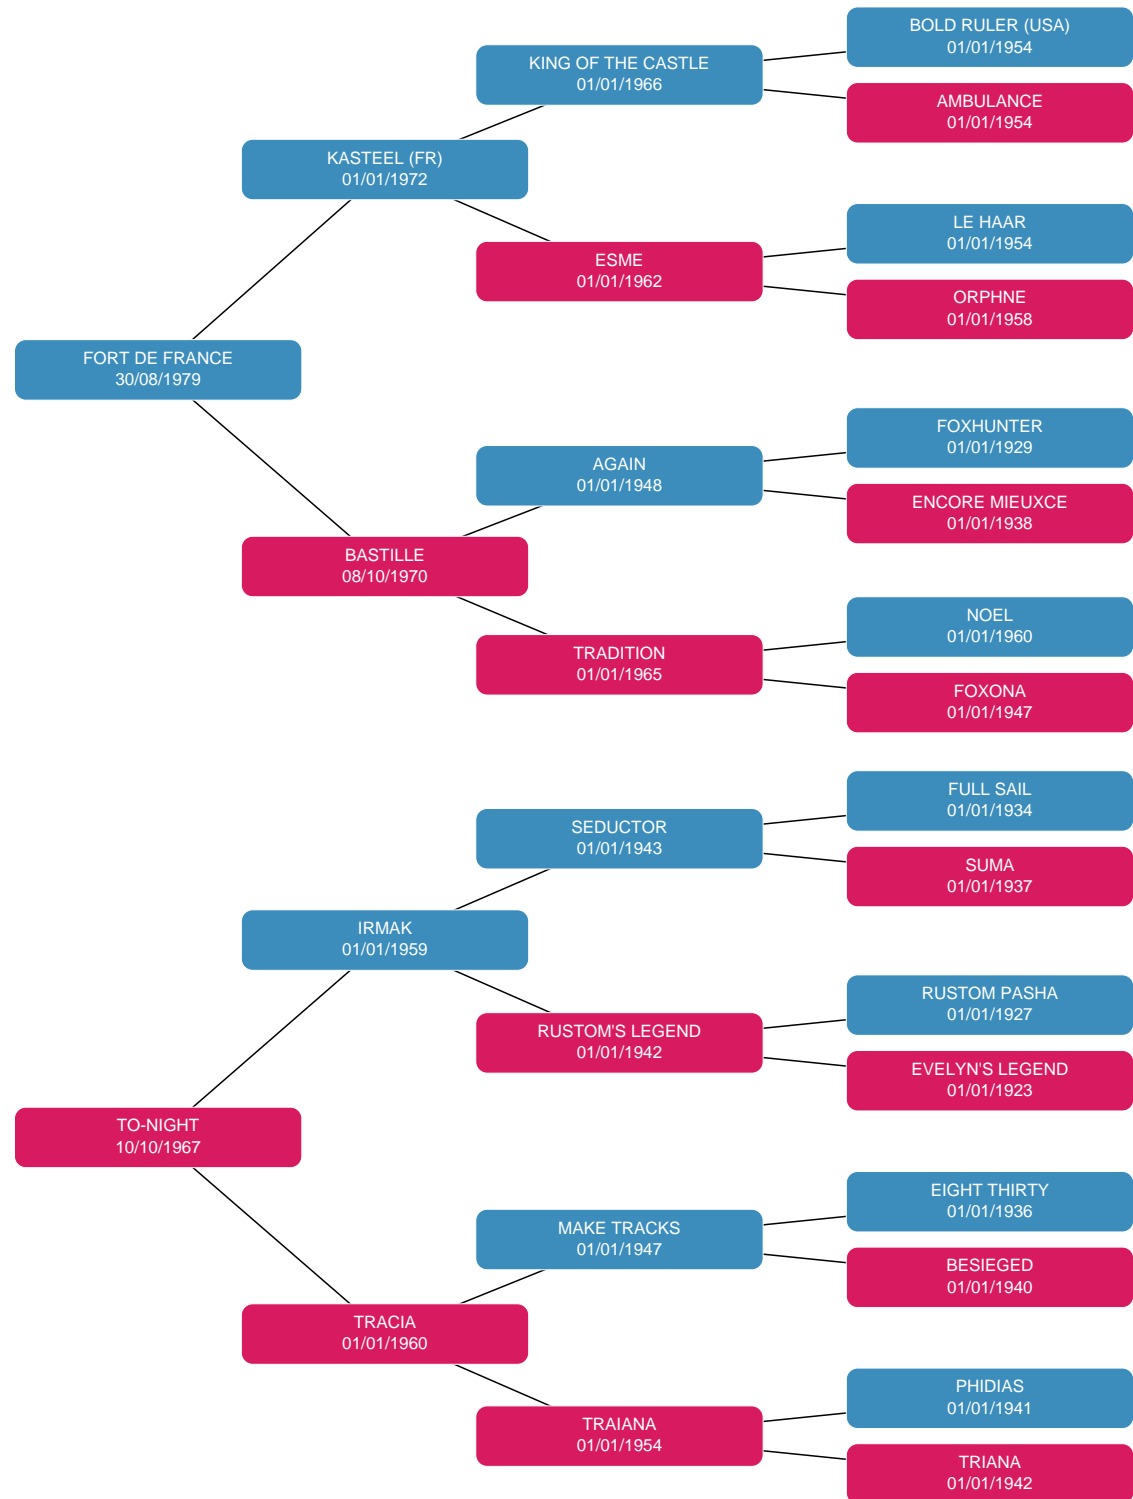 BOLD RULER (USA)
01/01/1954
KING OF THE CASTLE
01/01/1966
AMBULANCE
01/01/1954
KASTEEL (FR)
01/01/1972
LE HAAR
01/01/1954
ESME
01/01/1962
ORPHNE
01/01/1958
FORT DE FRANCE
30/08/1979
FOXHUNTER
01/01/1929
AGAIN
01/01/1948
ENCORE MIEUXCE
01/01/1938
BASTILLE
08/10/1970
NOEL
01/01/1960
TRADITION
01/01/1965
FOXONA
01/01/1947
FULL SAIL
01/01/1934
SEDUCTOR
01/01/1943
SUMA
01/01/1937
IRMAK
01/01/1959
RUSTOM PASHA
01/01/1927
RUSTOM'S LEGEND
01/01/1942
EVELYN'S LEGEND
01/01/1923
TO-NIGHT
10/10/1967
EIGHT THIRTY
01/01/1936
MAKE TRACKS
01/01/1947
BESIEGED
01/01/1940
TRACIA
01/01/1960
PHIDIAS
01/01/1941
TRAIANA
01/01/1954
TRIANA
01/01/1942